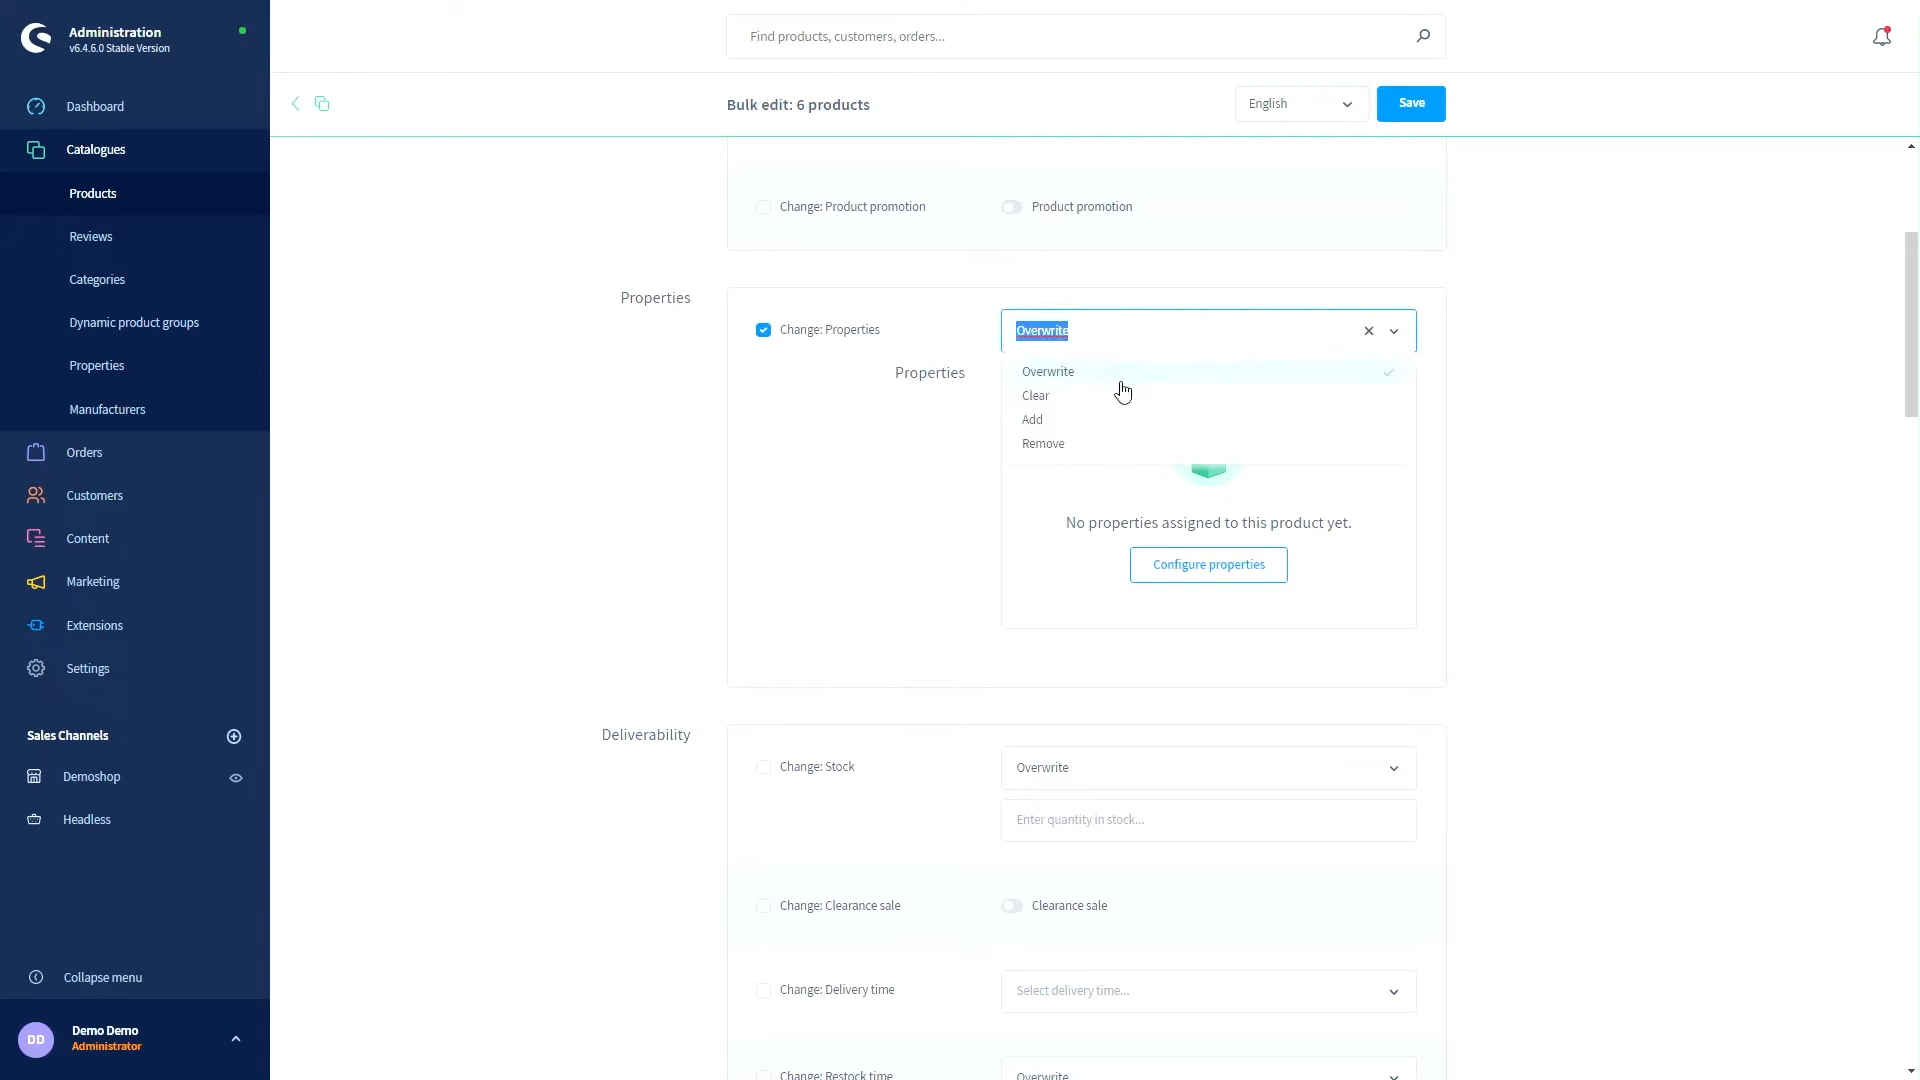 Administration
v6.4.6.0 Stable Version
Find products, customers, orders...
Bulk edit: 6 products
English
Save
Dashboard
Catalogues
Products
Reviews
Categories
Dynamic product groups
Properties
Manufacturers
Orders
Customers
Content
Marketing
Extensions
Settings
Sales Channels
Demoshop
Headless
Collapse menu
DD
Demo Demo
Administrator
Change: Product promotion
Product promotion
Properties
Change: Properties
Overwrite
Properties
Overwrite
Clear
Add
Remove
No properties assigned to this product yet.
Configure properties
Deliverability
Change: Stock
Overwrite
Enter quantity in stock...
Change: Clearance sale
Clearance sale
Change: Delivery time
Select delivery time...
Change: Restock time
Overwrite